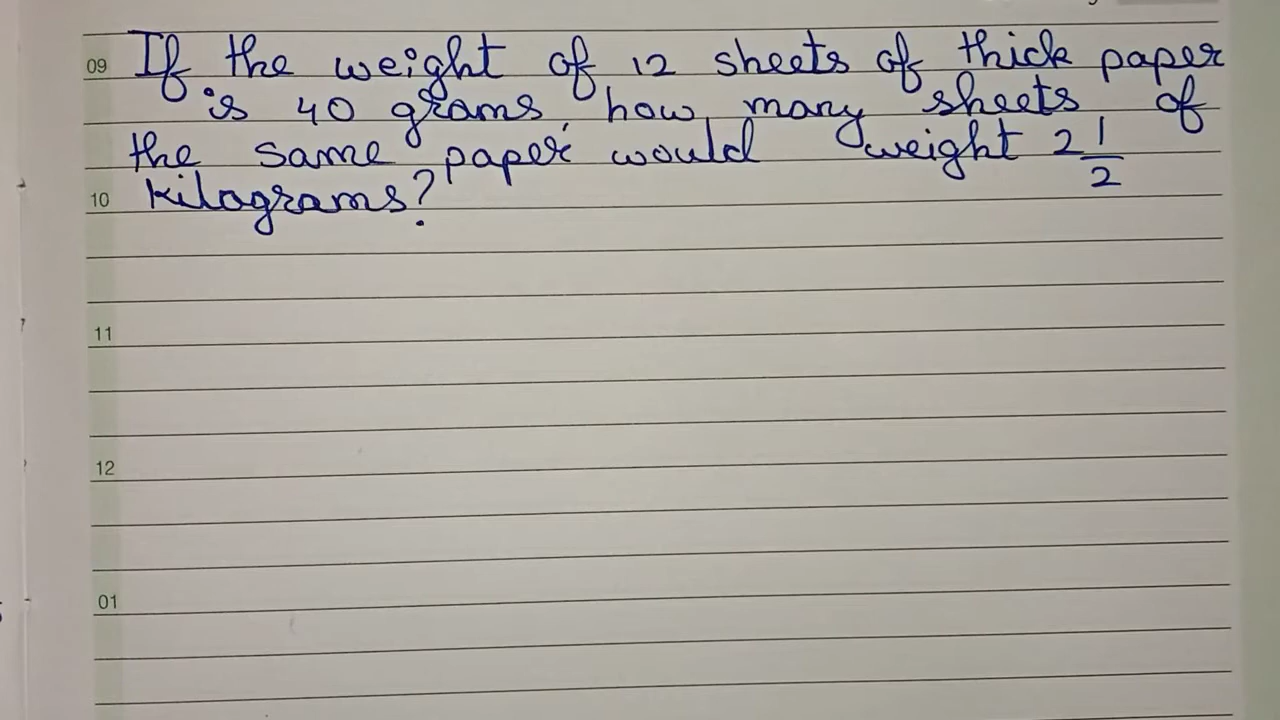 09 If the weight of 12 sheets of thick paper
is 40 grams, how many sheets of
the same paper would weight 2 1/2
10 kilograms?
11
12
01